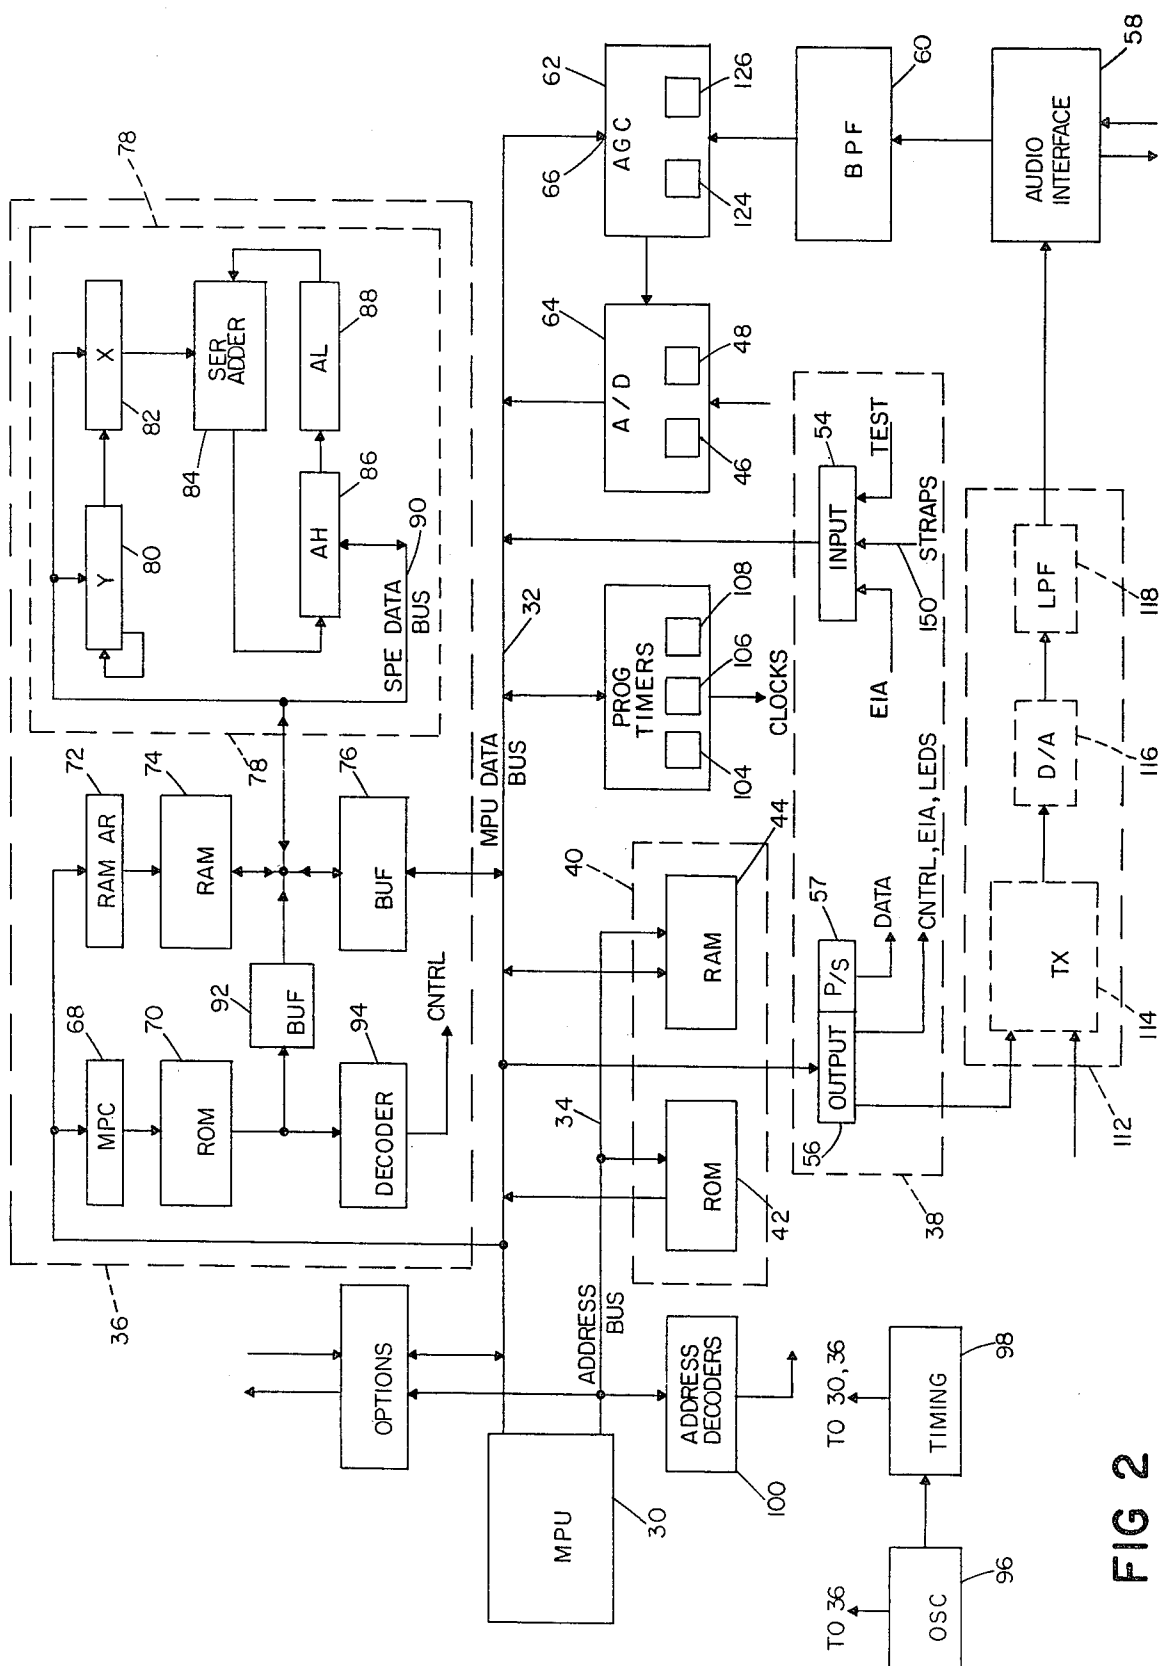 36
78
72
RAM AR
74
RAM
76
BUF
68
MPC
70
ROM
92
BUF
94
DECODER
CNTRL
78
Y
80
X
82
SER
ADDER
84
AH
86
AL
88
SPE DATA
BUS
90
OPTIONS
MPU
30
MPU DATA
BUS
32
ADDRESS
BUS
34
ADDRESS
DECODERS
100
40
ROM
42
RAM
44
PROG
TIMERS
104
106
108
CLOCKS
A/D
64
46
48
AGC
62
66
124
126
BPF
60
AUDIO
INTERFACE
58
38
OUTPUT
56
P/S
57
DATA
CNTRL, EIA, LEDS
INPUT
54
EIA
150
STRAPS
TEST
112
TX
114
D/A
116
LPF
118
OSC
96
TO 36
TIMING
98
TO 30,36
FIG 2